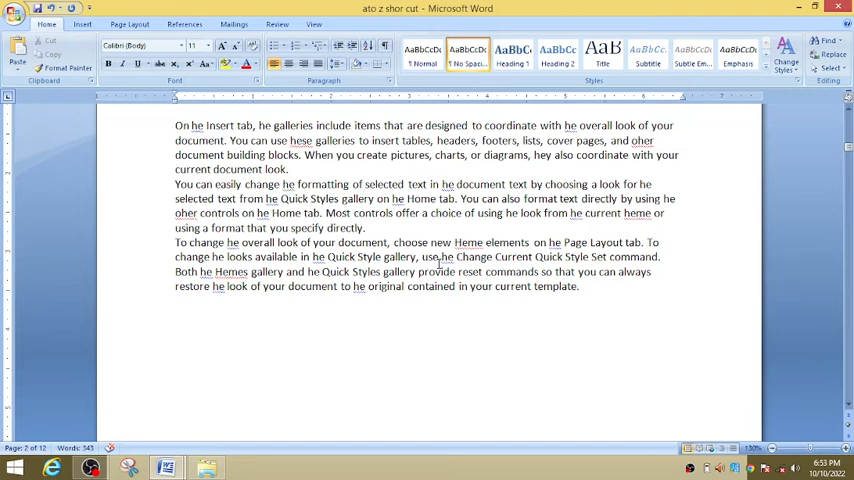 ato z shor cut - Microsoft Word
Home Insert Page Layout References Mailings Review View
Paste
Cut
Copy
Format Painter
Clipboard
Calibri (Body) 11
Font
Paragraph
AaBbCcDc AaBbCcDc AaBbCc AaBbCc AaB AaBbCc. AaBbCcDc AaBbCcDc
¶ Normal ¶ No Spaci... Heading 1 Heading 2 Title Subtitle Subtle Em... Emphasis
Styles
Change Styles
Find
Replace
Select
Editing
On he Insert tab, he galleries include items that are designed to coordinate with he overall look of your
document. You can use hese galleries to insert tables, headers, footers, lists, cover pages, and oher
document building blocks. When you create pictures, charts, or diagrams, hey also coordinate with your
current document look.
You can easily change he formatting of selected text in he document text by choosing a look for he
selected text from he Quick Styles gallery on he Home tab. You can also format text directly by using he
oher controls on he Home tab. Most controls offer a choice of using he look from he current heme or
using a format that you specify directly.
To change he overall look of your document, choose new Heme elements on he Page Layout tab. To
change he looks available in he Quick Style gallery, use he Change Current Quick Style Set command.
Both he Hemes gallery and he Quick Styles gallery provide reset commands so that you can always
restore he look of your document to he original contained in your current template.
Page: 2 of 12 Words: 343
130%
6:53 PM
10/10/2022